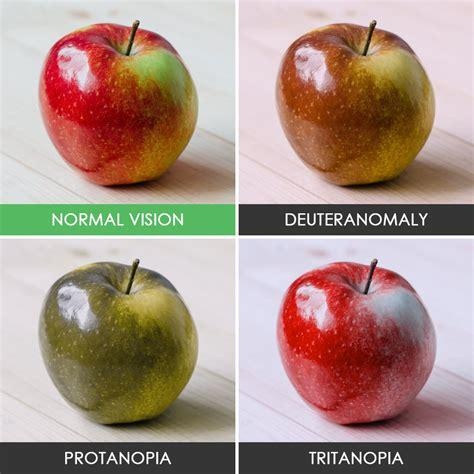 NORMAL VISION
DEUTERANOMALY
PROTANOPIA
TRITANOPIA